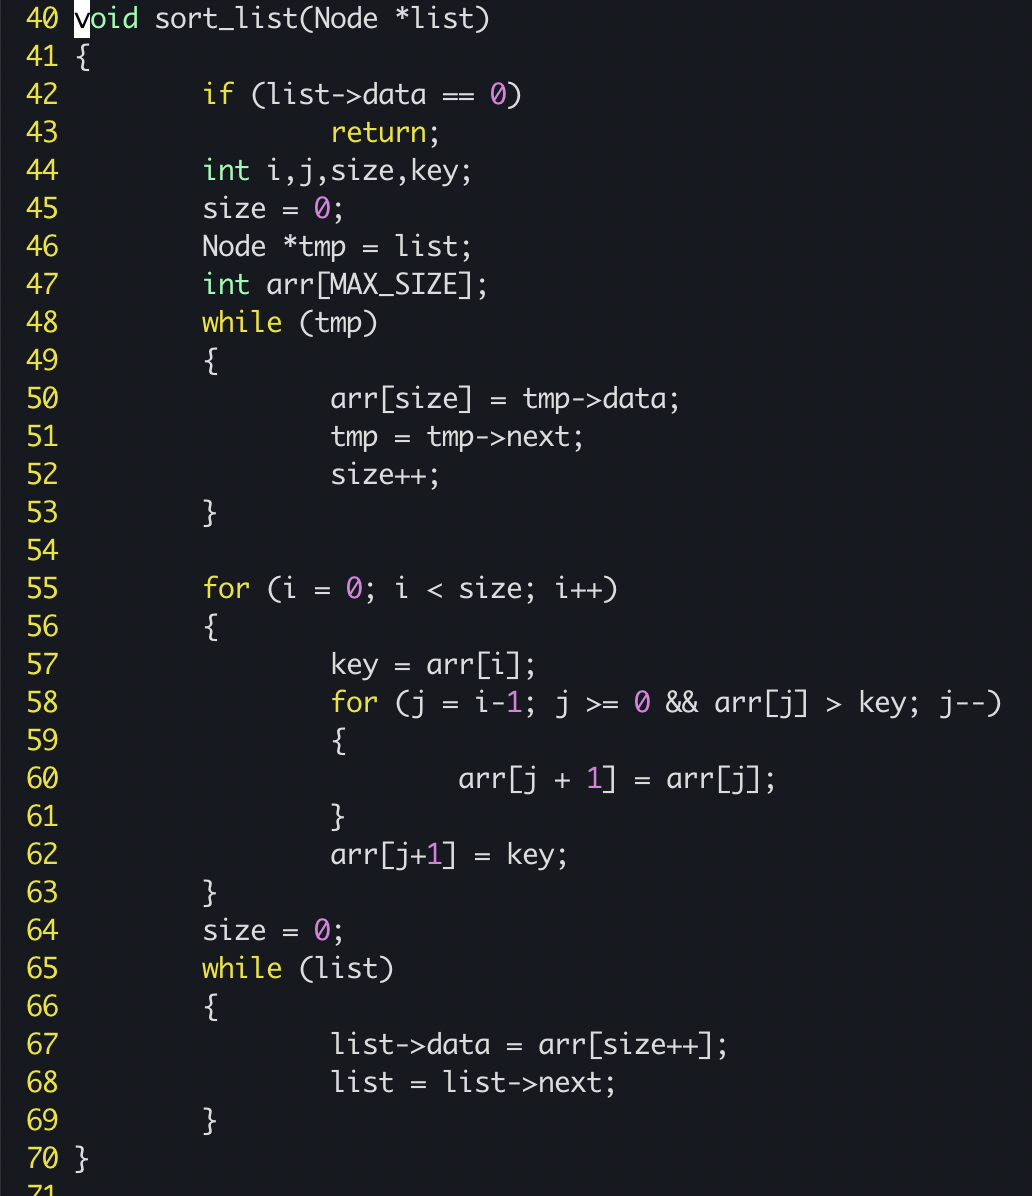 40 void sort_list(Node *list)
41 {
42         if (list->data == 0)
43                 return;
44         int i,j,size,key;
45         size = 0;
46         Node *tmp = list;
47         int arr[MAX_SIZE];
48         while (tmp)
49         {
50                 arr[size] = tmp->data;
51                 tmp = tmp->next;
52                 size++;
53         }
54
55         for (i = 0; i < size; i++)
56         {
57                 key = arr[i];
58                 for (j = i-1; j >= 0 && arr[j] > key; j--)
59                 {
60                         arr[j + 1] = arr[j];
61                 }
62                 arr[j+1] = key;
63         }
64         size = 0;
65         while (list)
66         {
67                 list->data = arr[size++];
68                 list = list->next;
69         }
70 }
71